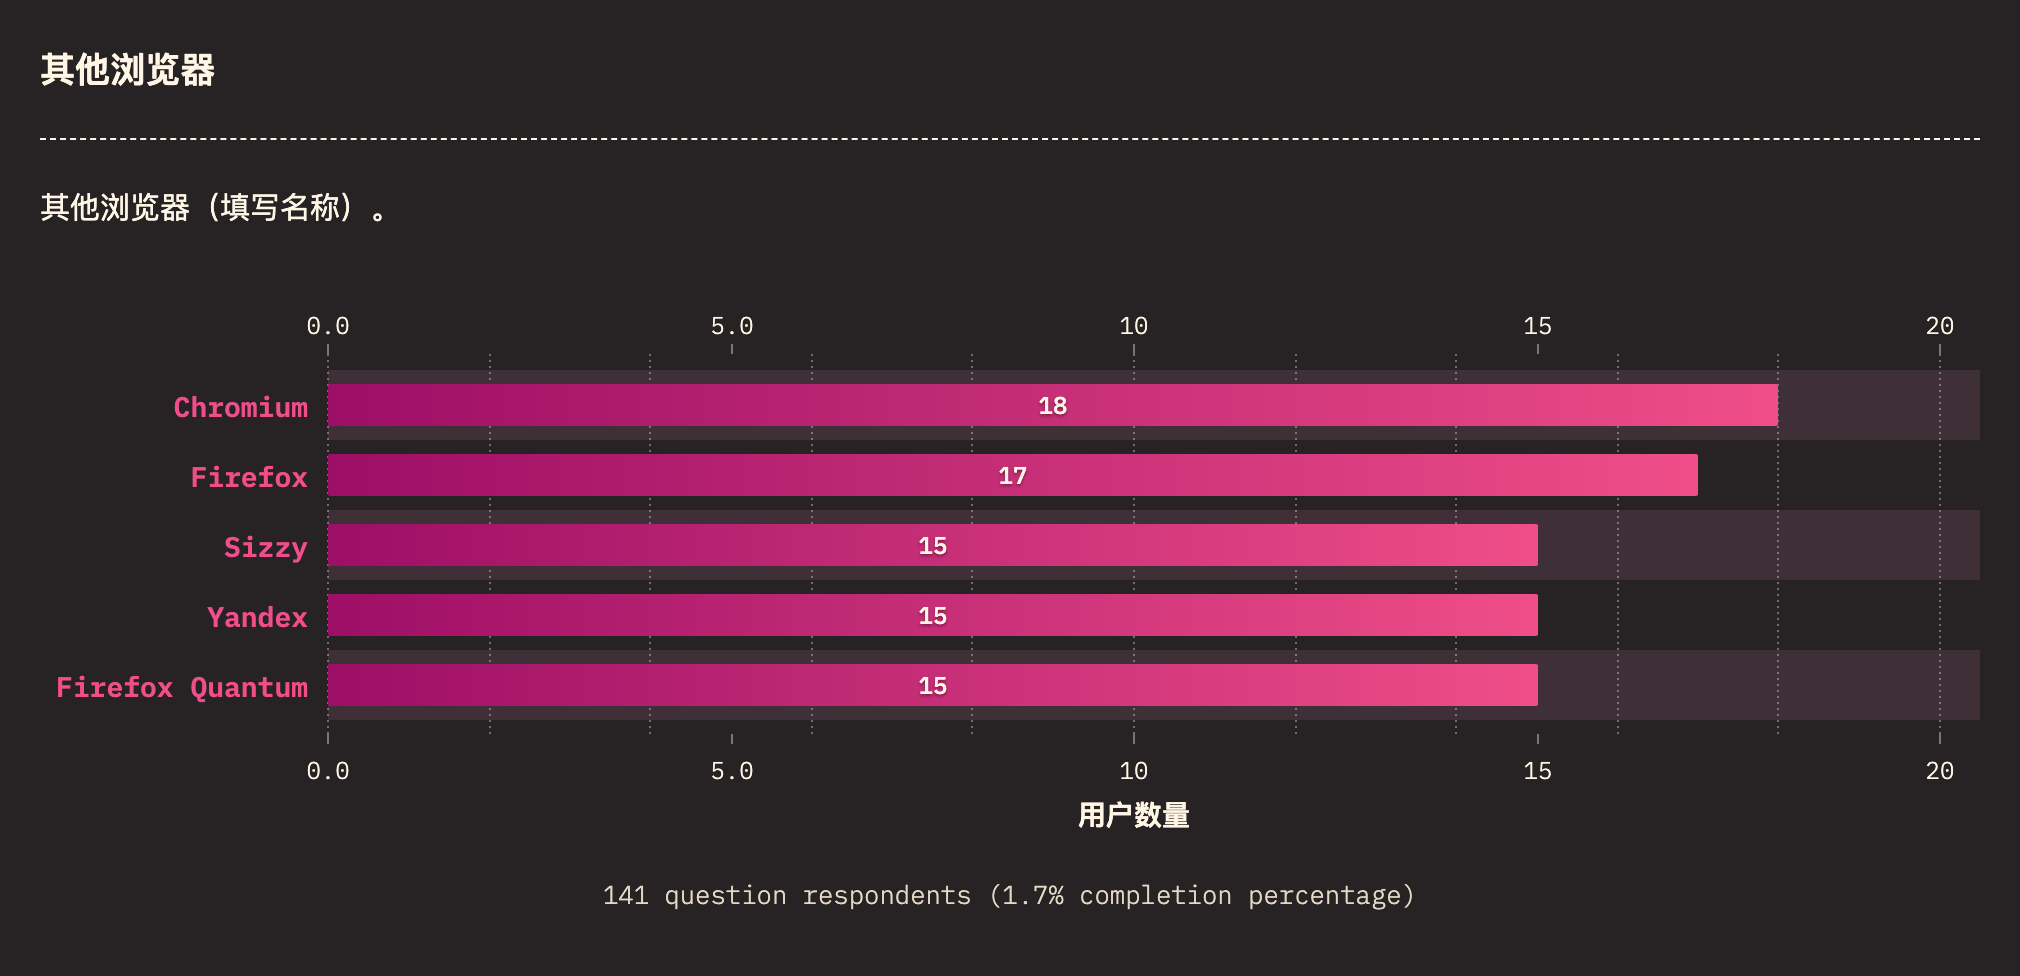 其他浏览器
其他浏览器（填写名称）。
0.0 5.0 10 15 20
Chromium 18
Firefox 17
Sizzy 15
Yandex 15
Firefox Quantum 15
0.0 5.0 10 15 20
用户数量
141 question respondents (1.7% completion percentage)